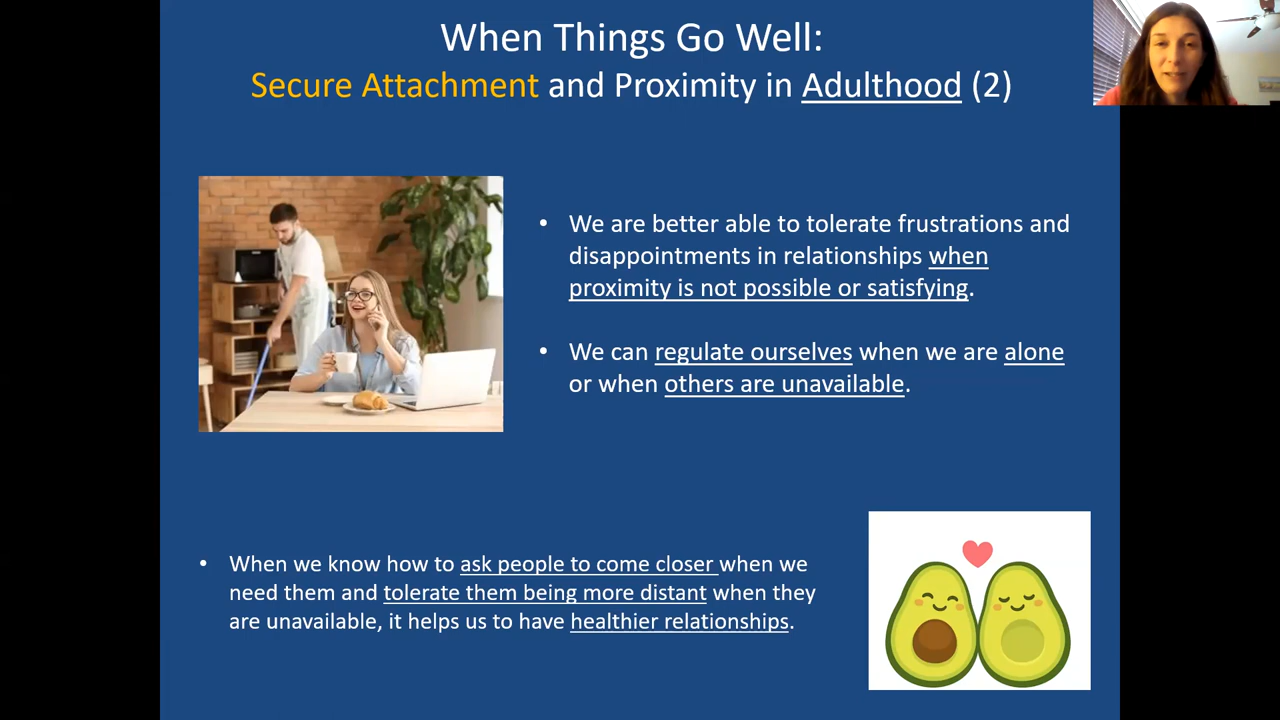 When Things Go Well:
Secure Attachment and Proximity in Adulthood (2)
• We are better able to tolerate frustrations and
disappointments in relationships when
proximity is not possible or satisfying.
• We can regulate ourselves when we are alone
or when others are unavailable.
• When we know how to ask people to come closer when we
need them and tolerate them being more distant when they
are unavailable, it helps us to have healthier relationships.